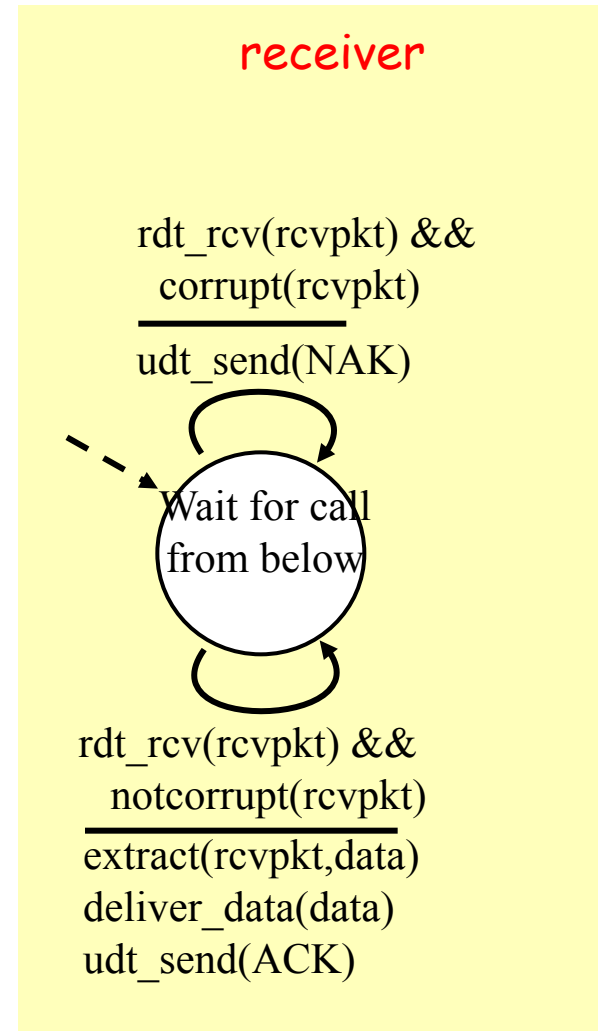 receiver
rdt_rcv(rcvpkt) &&
corrupt(rcvpkt)
udt_send(NAK)
Wait for call
from below
rdt_rcv(rcvpkt) &&
notcorrupt(rcvpkt)
extract(rcvpkt,data)
deliver_data(data)
udt_send(ACK)